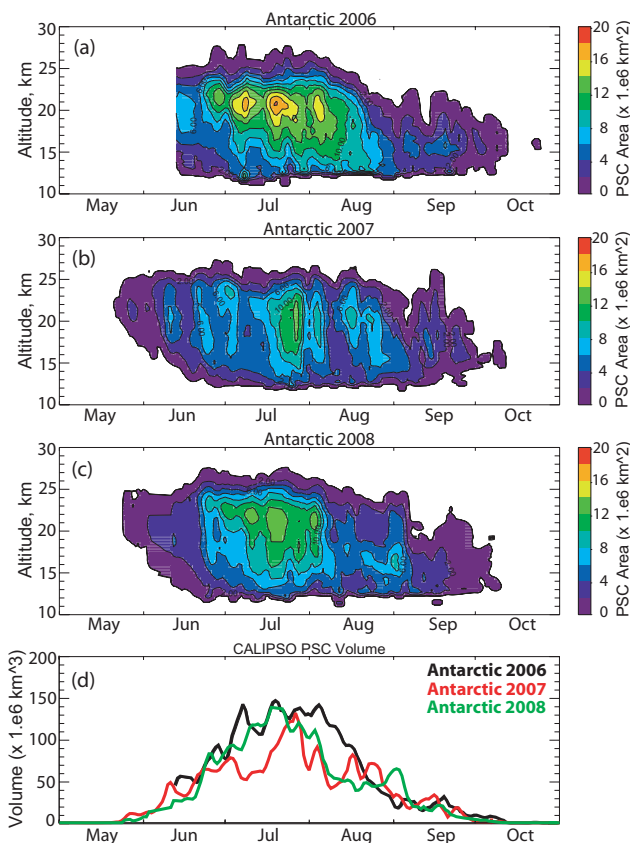 Antarctic 2006
(a)
Altitude, km
30
25
20
15
10
May Jun Jul Aug Sep Oct
20
16
12
8
4
0
PSC Area (x 1.e6 km^2)
Antarctic 2007
(b)
Altitude, km
30
25
20
15
10
May Jun Jul Aug Sep Oct
20
16
12
8
4
0
PSC Area (x 1.e6 km^2)
Antarctic 2008
(c)
Altitude, km
30
25
20
15
10
May Jun Jul Aug Sep Oct
20
16
12
8
4
0
PSC Area (x 1.e6 km^2)
CALIPSO PSC Volume
(d)
Volume (x 1.e6 km^3)
200
150
100
50
0
Antarctic 2006
Antarctic 2007
Antarctic 2008
May Jun Jul Aug Sep Oct